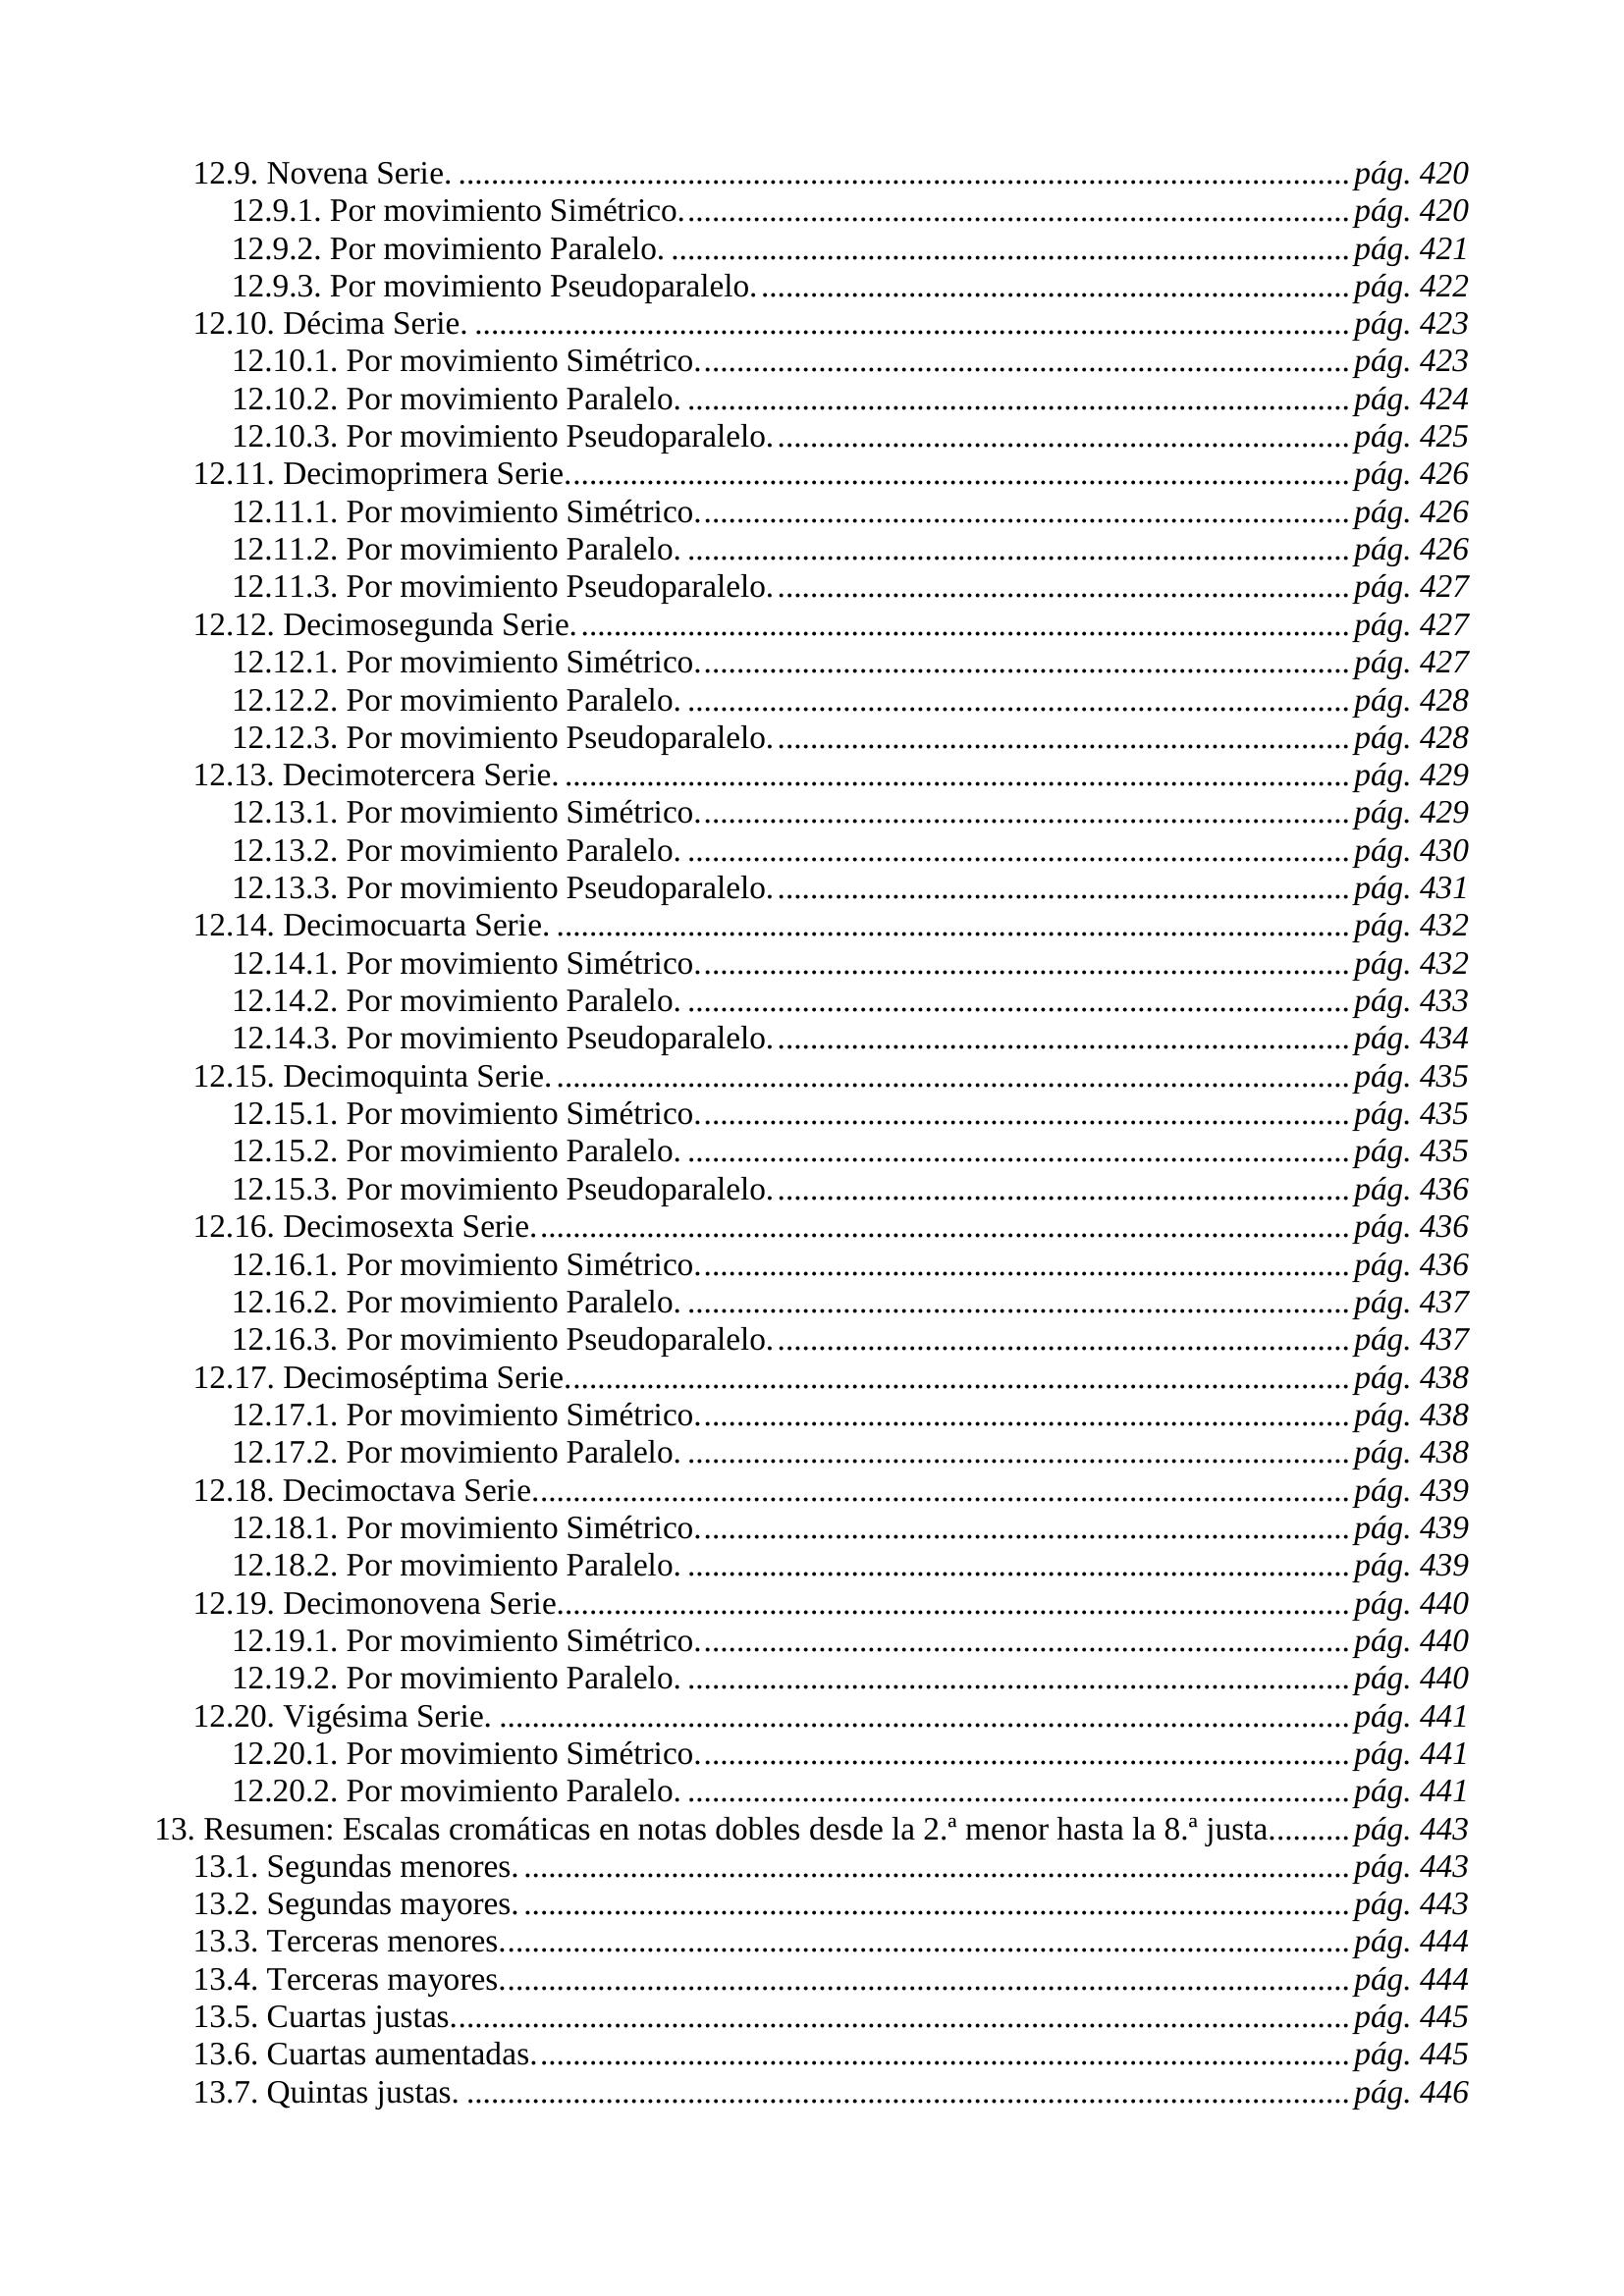 12.9. Novena Serie. ........ pág. 420
12.9.1. Por movimiento Simétrico. ........ pág. 420
12.9.2. Por movimiento Paralelo. ........ pág. 421
12.9.3. Por movimiento Pseudoparalelo. ........ pág. 422
12.10. Décima Serie. ........ pág. 423
12.10.1. Por movimiento Simétrico. ........ pág. 423
12.10.2. Por movimiento Paralelo. ........ pág. 424
12.10.3. Por movimiento Pseudoparalelo. ........ pág. 425
12.11. Decimoprimera Serie. ........ pág. 426
12.11.1. Por movimiento Simétrico. ........ pág. 426
12.11.2. Por movimiento Paralelo. ........ pág. 426
12.11.3. Por movimiento Pseudoparalelo. ........ pág. 427
12.12. Decimosegunda Serie. ........ pág. 427
12.12.1. Por movimiento Simétrico. ........ pág. 427
12.12.2. Por movimiento Paralelo. ........ pág. 428
12.12.3. Por movimiento Pseudoparalelo. ........ pág. 428
12.13. Decimotercera Serie. ........ pág. 429
12.13.1. Por movimiento Simétrico. ........ pág. 429
12.13.2. Por movimiento Paralelo. ........ pág. 430
12.13.3. Por movimiento Pseudoparalelo. ........ pág. 431
12.14. Decimocuarta Serie. ........ pág. 432
12.14.1. Por movimiento Simétrico. ........ pág. 432
12.14.2. Por movimiento Paralelo. ........ pág. 433
12.14.3. Por movimiento Pseudoparalelo. ........ pág. 434
12.15. Decimoquinta Serie. ........ pág. 435
12.15.1. Por movimiento Simétrico. ........ pág. 435
12.15.2. Por movimiento Paralelo. ........ pág. 435
12.15.3. Por movimiento Pseudoparalelo. ........ pág. 436
12.16. Decimosexta Serie. ........ pág. 436
12.16.1. Por movimiento Simétrico. ........ pág. 436
12.16.2. Por movimiento Paralelo. ........ pág. 437
12.16.3. Por movimiento Pseudoparalelo. ........ pág. 437
12.17. Decimoséptima Serie. ........ pág. 438
12.17.1. Por movimiento Simétrico. ........ pág. 438
12.17.2. Por movimiento Paralelo. ........ pág. 438
12.18. Decimoctava Serie. ........ pág. 439
12.18.1. Por movimiento Simétrico. ........ pág. 439
12.18.2. Por movimiento Paralelo. ........ pág. 439
12.19. Decimonovena Serie. ........ pág. 440
12.19.1. Por movimiento Simétrico. ........ pág. 440
12.19.2. Por movimiento Paralelo. ........ pág. 440
12.20. Vigésima Serie. ........ pág. 441
12.20.1. Por movimiento Simétrico. ........ pág. 441
12.20.2. Por movimiento Paralelo. ........ pág. 441
13. Resumen: Escalas cromáticas en notas dobles desde la 2.ª menor hasta la 8.ª justa. ........ pág. 443
13.1. Segundas menores. ........ pág. 443
13.2. Segundas mayores. ........ pág. 443
13.3. Terceras menores. ........ pág. 444
13.4. Terceras mayores. ........ pág. 444
13.5. Cuartas justas. ........ pág. 445
13.6. Cuartas aumentadas. ........ pág. 445
13.7. Quintas justas. ........ pág. 446